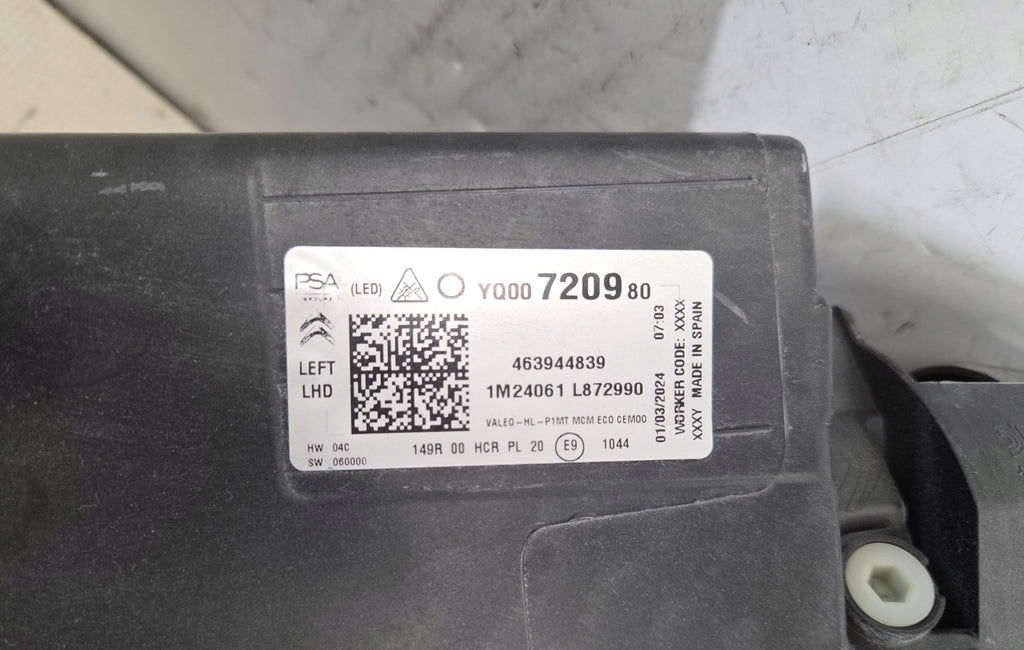 PSA
GROUPE
(LED)
YQ00 7209 80
LEFT
LHD
463944839
1M24061 L872990
VALEO-HL-P1MT MCM ECO CEM00
HW 04C
SW 060000
149R 00 HCR PL 20 E9 1044
01/03/2024 07:03
WORKER CODE: XXXX
XXXY MADE IN SPAIN